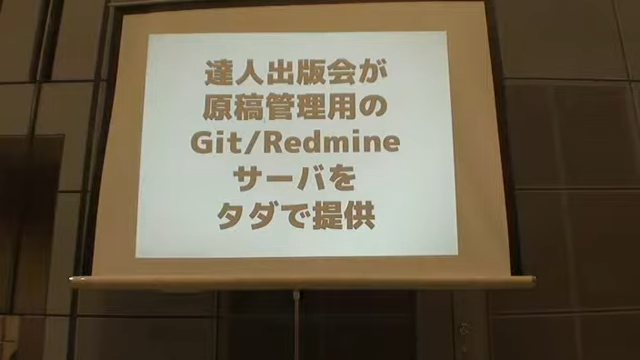 達人出版会が
原稿管理用の
Git/Redmine
サーバを
タダで提供